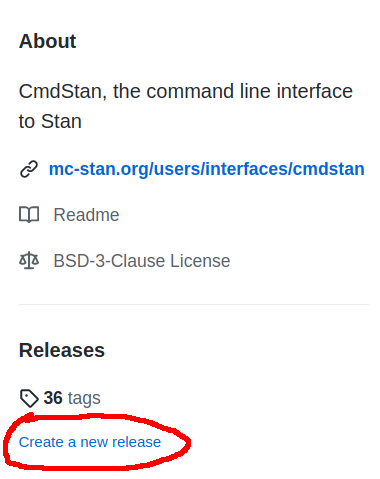 About
CmdStan, the command line interface
to Stan
mc-stan.org/users/interfaces/cmdstan
Readme
BSD-3-Clause License
Releases
36 tags
Create a new release